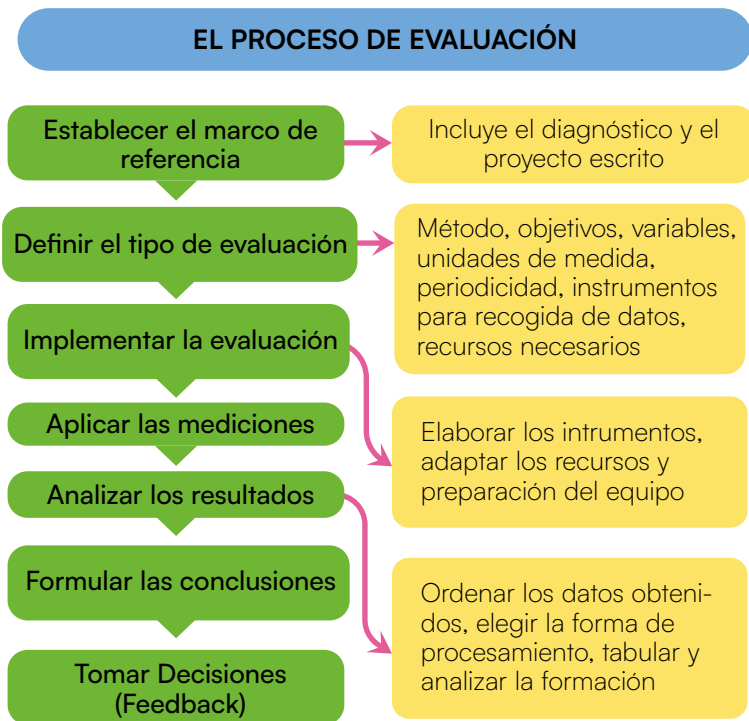 EL PROCESO DE EVALUACIÓN
Establecer el marco de
referencia
Incluye el diagnóstico y el
proyecto escrito
Definir el tipo de evaluación
Método, objetivos, variables,
unidades de medida,
periodicidad, instrumentos
para recogida de datos,
recursos necesarios
Implementar la evaluación
Elaborar los intrumentos,
adaptar los recursos y
preparación del equipo
Aplicar las mediciones
Analizar los resultados
Ordenar los datos obteni-
dos, elegir la forma de
procesamiento, tabular y
analizar la formación
Formular las conclusiones
Tomar Decisiones
(Feedback)